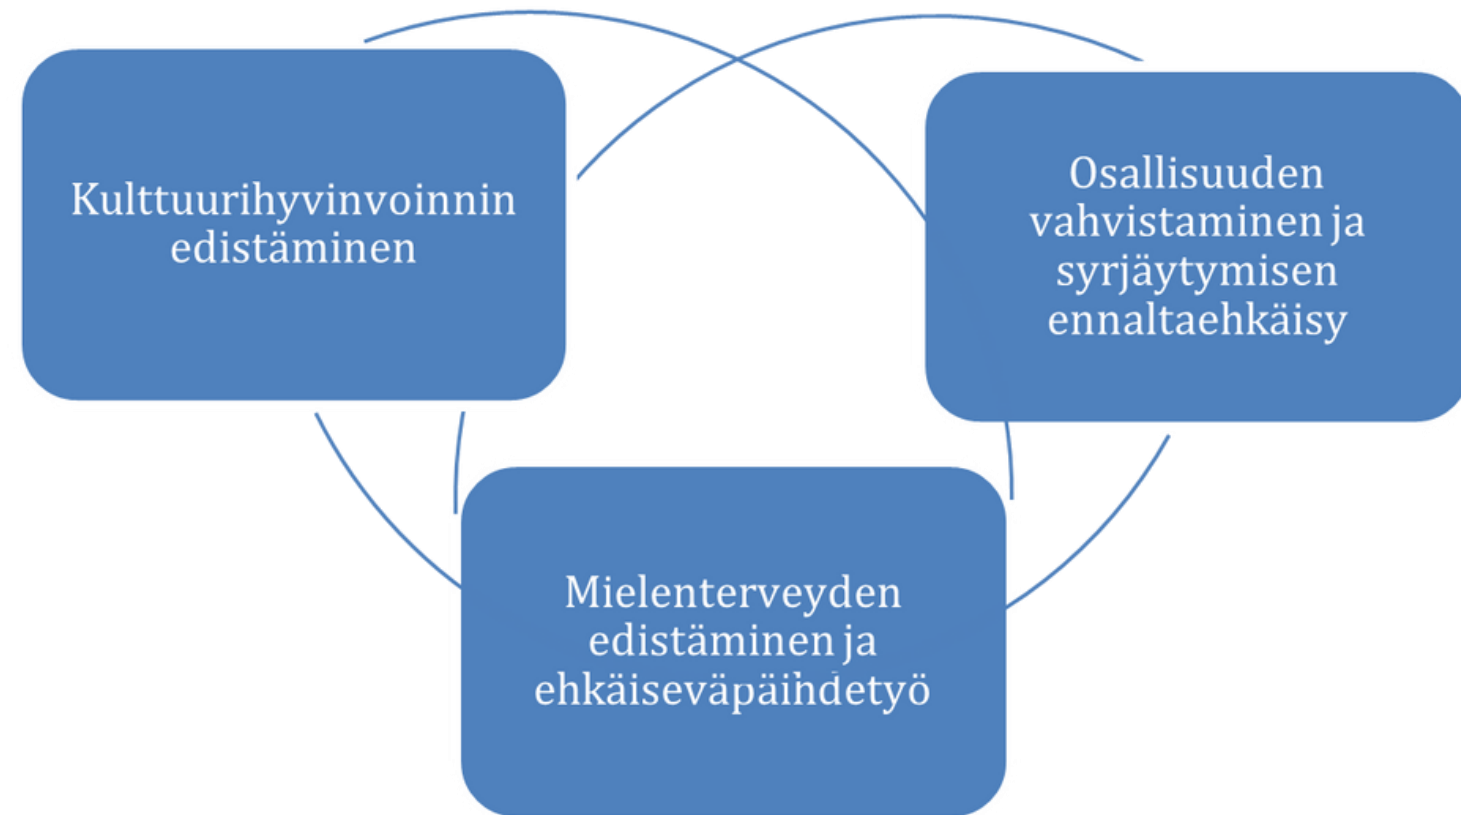 Kulttuurihyvinvoinnin
edistäminen
Osallisuuden
vahvistaminen ja
syrjäytymisen
ennaltaehkäisy
Mielenterveyden
edistäminen ja
ehkäiseväpäihdetyö